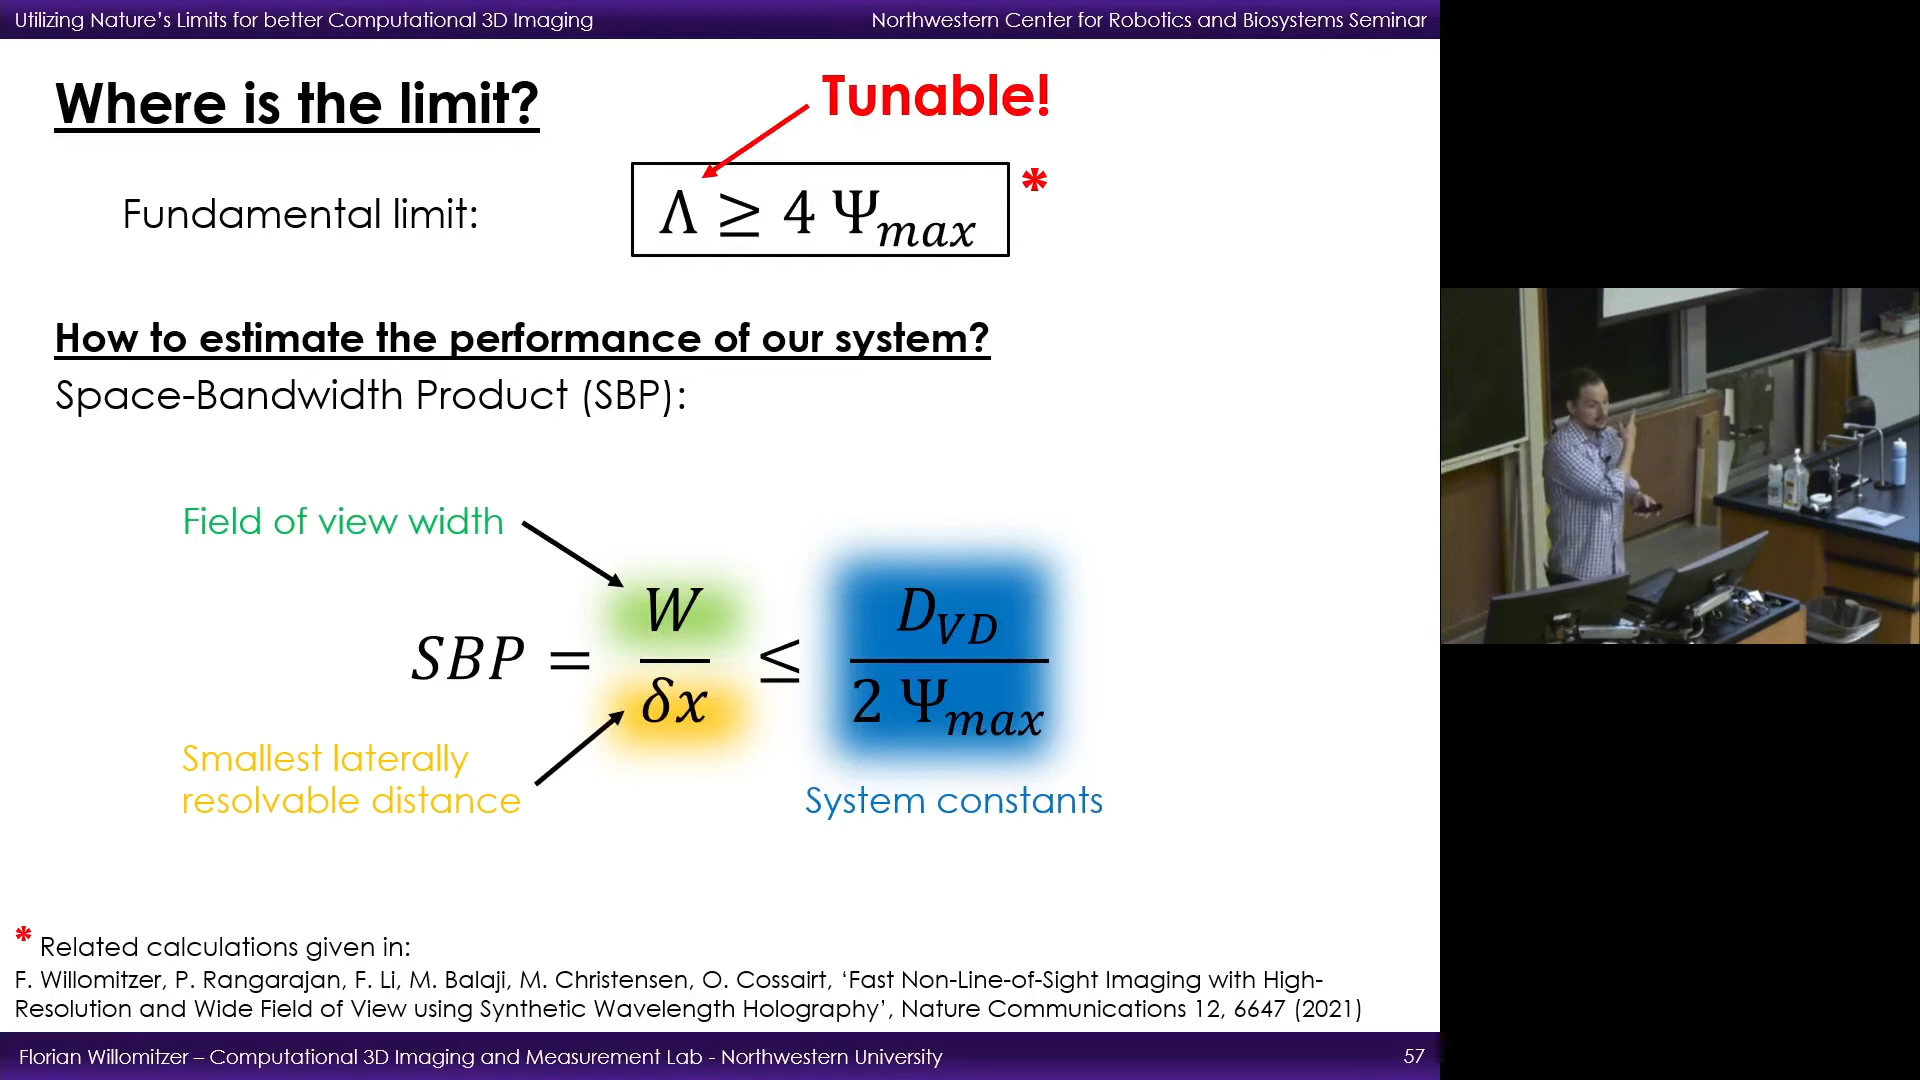 Utilizing Nature’s Limits for better Computational 3D Imaging
Northwestern Center for Robotics and Biosystems Seminar
Where is the limit?
Tunable!
Fundamental limit:
Λ ≥ 4 Ψmax
*
How to estimate the performance of our system?
Space-Bandwidth Product (SBP):
Field of view width
SBP = W / δx ≤ D_VD / 2 Ψmax
Smallest laterally
resolvable distance
System constants
* Related calculations given in:
F. Willomitzer, P. Rangarajan, F. Li, M. Balaji, M. Christensen, O. Cossairt, ‘Fast Non-Line-of-Sight Imaging with High-
Resolution and Wide Field of View using Synthetic Wavelength Holography’, Nature Communications 12, 6647 (2021)
Florian Willomitzer – Computational 3D Imaging and Measurement Lab - Northwestern University
57